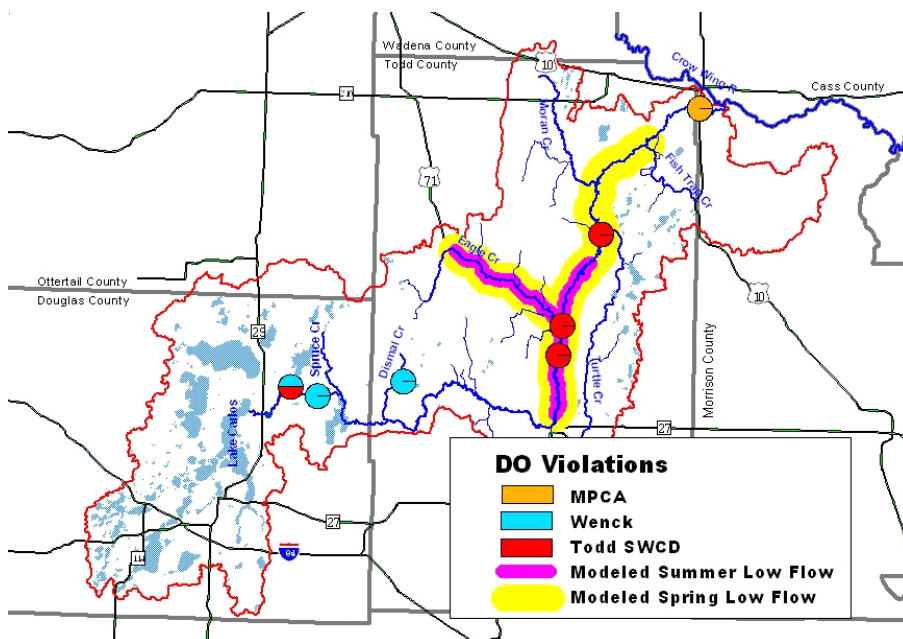 Wadena County
Todd County
10
Crow Wing R
Cass County
210
Moran Cr
Fish Trap Cr
71
Eagle Cr
Ottertail County
Douglas County
29
Spruce Cr
Dismal Cr
Turtle Cr
10
Morrison County
27
27
94
114
DO Violations
MPCA
Wenck
Todd SWCD
Modeled Summer Low Flow
Modeled Spring Low Flow